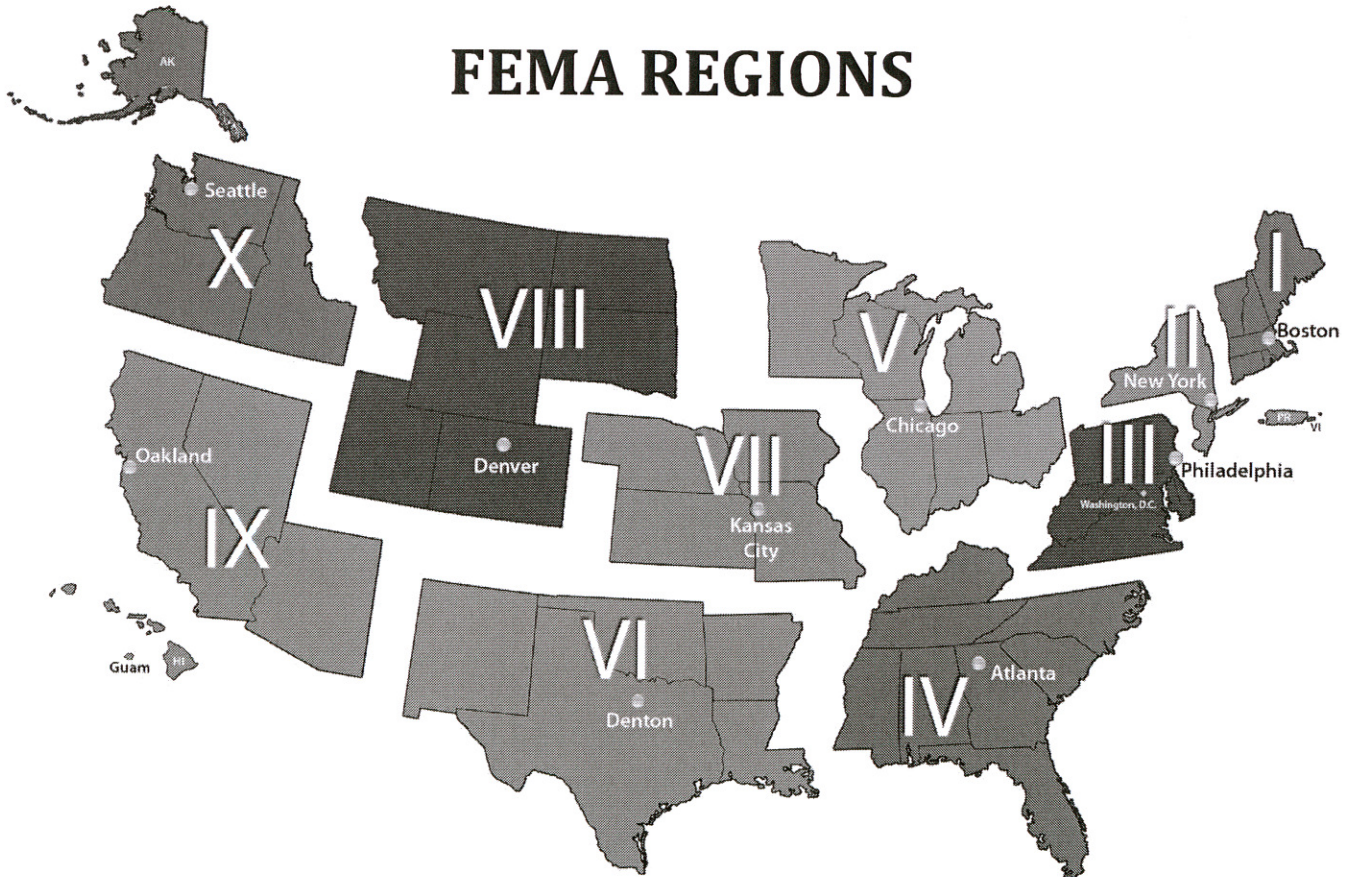 FEMA REGIONS
AK
Seattle
X
VIII
I
V
II
Boston
New York
Chicago
PR
VI
Oakland
Denver
VII
III
Philadelphia
Washington, D.C.
Kansas
City
IX
VI
Guam
HI
Atlanta
IV
Denton